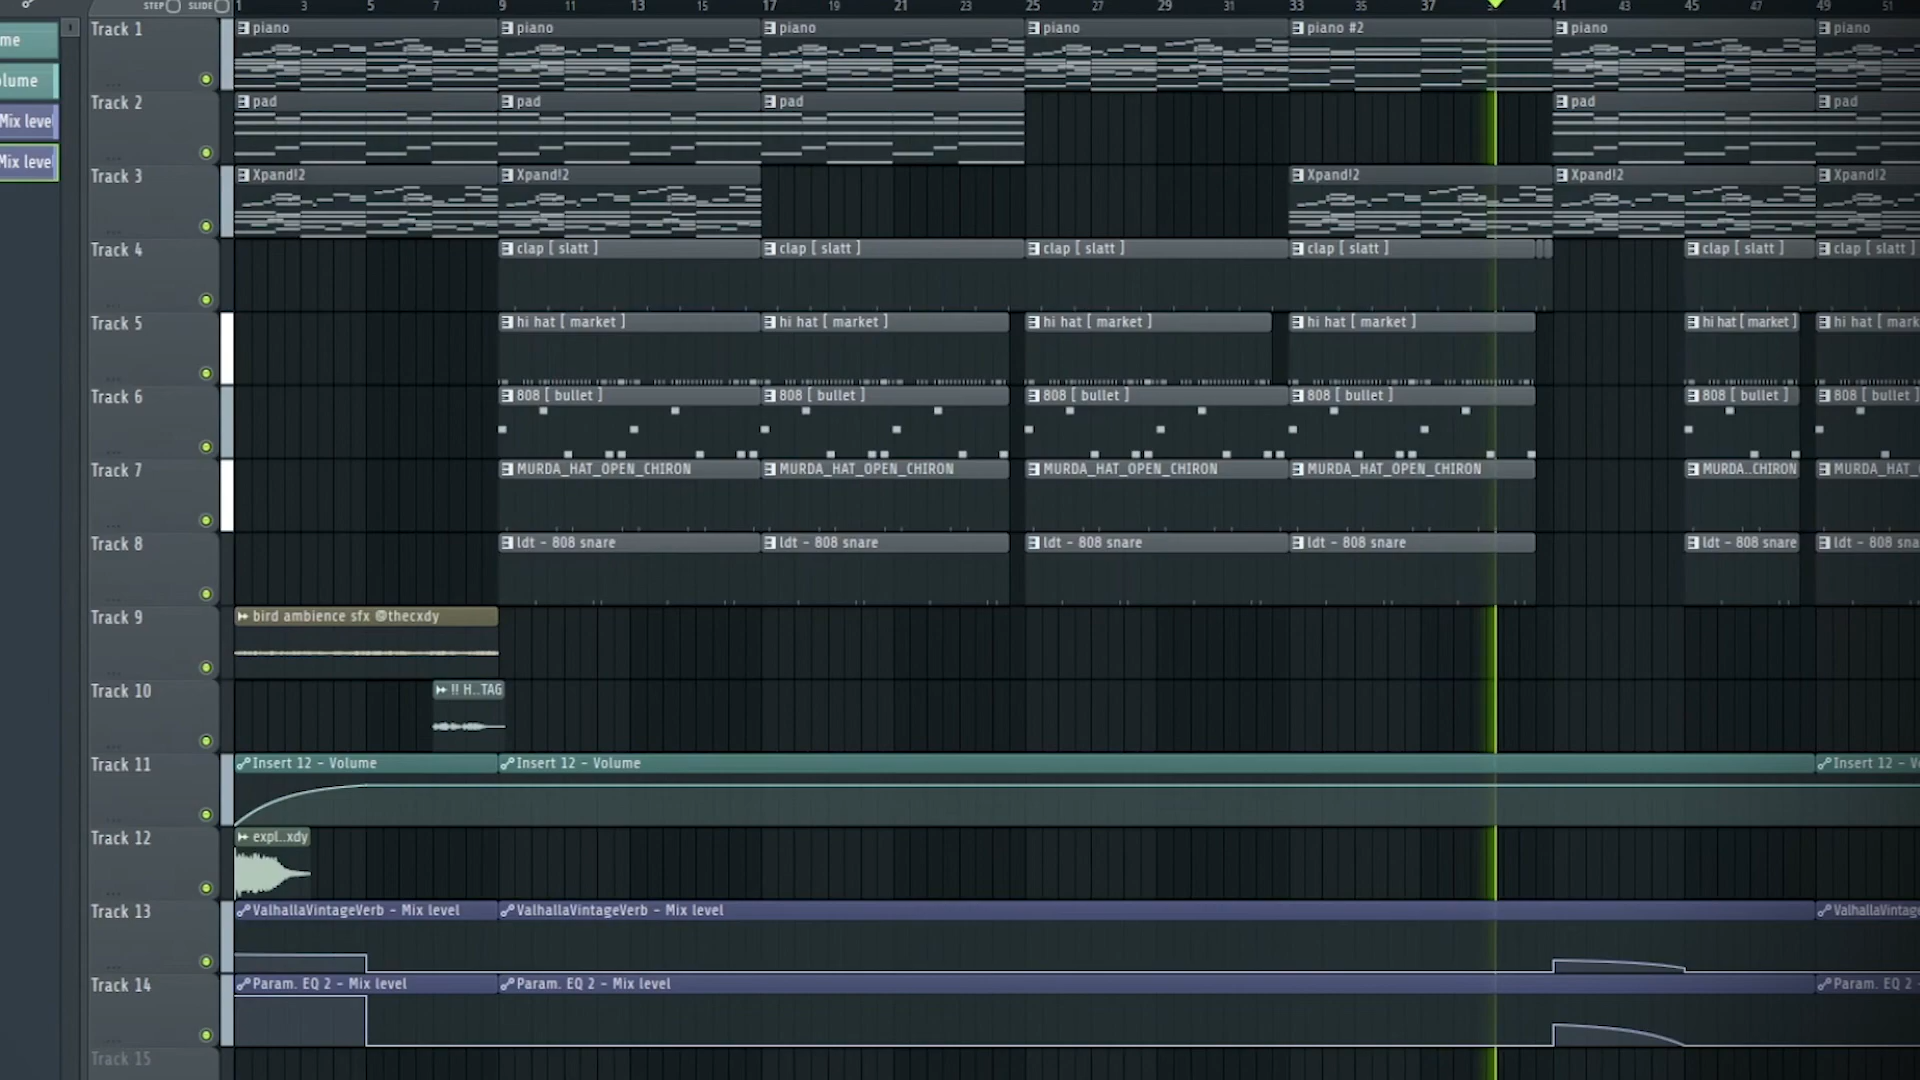 STEP SLIDE 1 3 5 7 9 11 13 15 17 19 21 23 25 27 29 31 33 35 37 41 43 45 47 49 51
me
olume
Mix leve
Mix leve
Track 1 piano piano piano piano piano #2 piano piano
Track 2 pad pad pad pad pad
Track 3 Xpand!2 Xpand!2 Xpand!2 Xpand!2 Xpand!2
Track 4 clap [ slatt ] clap [ slatt ] clap [ slatt ] clap [ slatt ] clap [ slatt ] clap [ slatt ]
Track 5 hi hat [ market ] hi hat [ market ] hi hat [ market ] hi hat [ market ] hi hat [ market ] hi hat [ mark
Track 6 808 [ bullet ] 808 [ bullet ] 808 [ bullet ] 808 [ bullet ] 808 [ bullet ] 808 [ bullet ]
Track 7 MURDA_HAT_OPEN_CHIRON MURDA_HAT_OPEN_CHIRON MURDA_HAT_OPEN_CHIRON MURDA_HAT_OPEN_CHIRON MURDA..CHIRON MURDA_HAT_
Track 8 ldt - 808 snare ldt - 808 snare ldt - 808 snare ldt - 808 snare ldt - 808 snare ldt - 808 sna
Track 9 bird ambience sfx @thecxdy
Track 10 !! H..TAG
Track 11 Insert 12 - Volume Insert 12 - Volume Insert 12 - Vo
Track 12 expl..xdy
Track 13 ValhallaVintageVerb - Mix level ValhallaVintageVerb - Mix level ValhallaVintage
Track 14 Param. EQ 2 - Mix level Param. EQ 2 - Mix level Param. EQ 2 -
Track 15